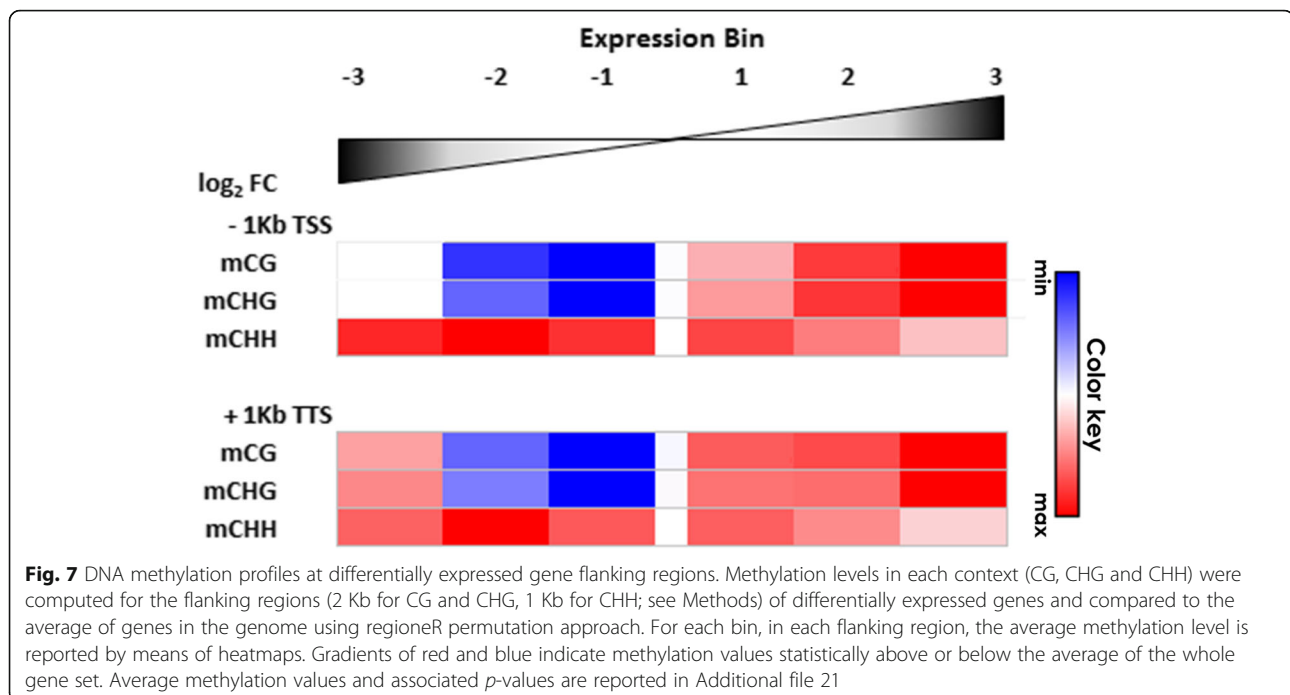 Expression Bin
-3 -2 -1 1 2 3
log₂ FC
- 1Kb TSS
mCG
mCHG
mCHH
+ 1Kb TTS
mCG
mCHG
mCHH
min
Color key
max
Fig. 7 DNA methylation profiles at differentially expressed gene flanking regions. Methylation levels in each context (CG, CHG and CHH) were
computed for the flanking regions (2 Kb for CG and CHG, 1 Kb for CHH; see Methods) of differentially expressed genes and compared to the
average of genes in the genome using regioneR permutation approach. For each bin, in each flanking region, the average methylation level is
reported by means of heatmaps. Gradients of red and blue indicate methylation values statistically above or below the average of the whole
gene set. Average methylation values and associated p-values are reported in Additional file 21